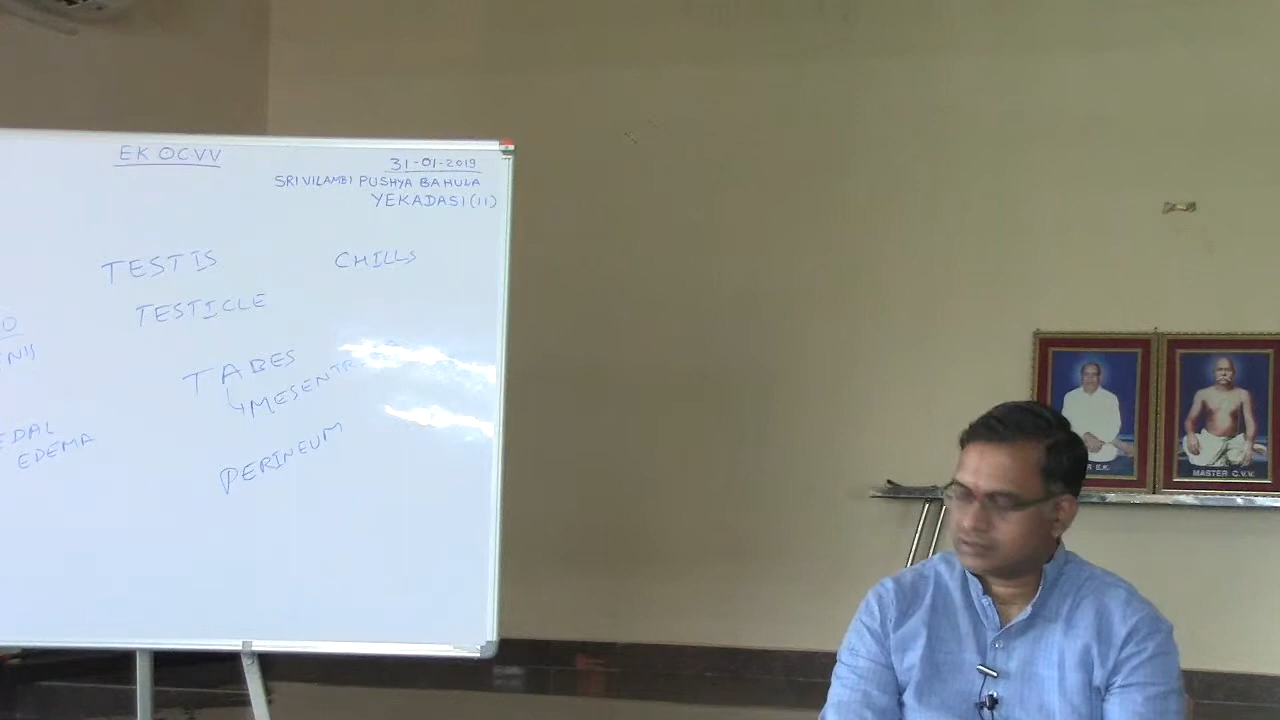 EK OCVV
31-01-2019
SRI VILAMBI PUSHYA BAHULA
YEKADASI (11)
TESTIS
CHILLS
TESTICLE
TABES
↳ MESENTR
PERINEUM
EDEMA
MASTER C.V.V.